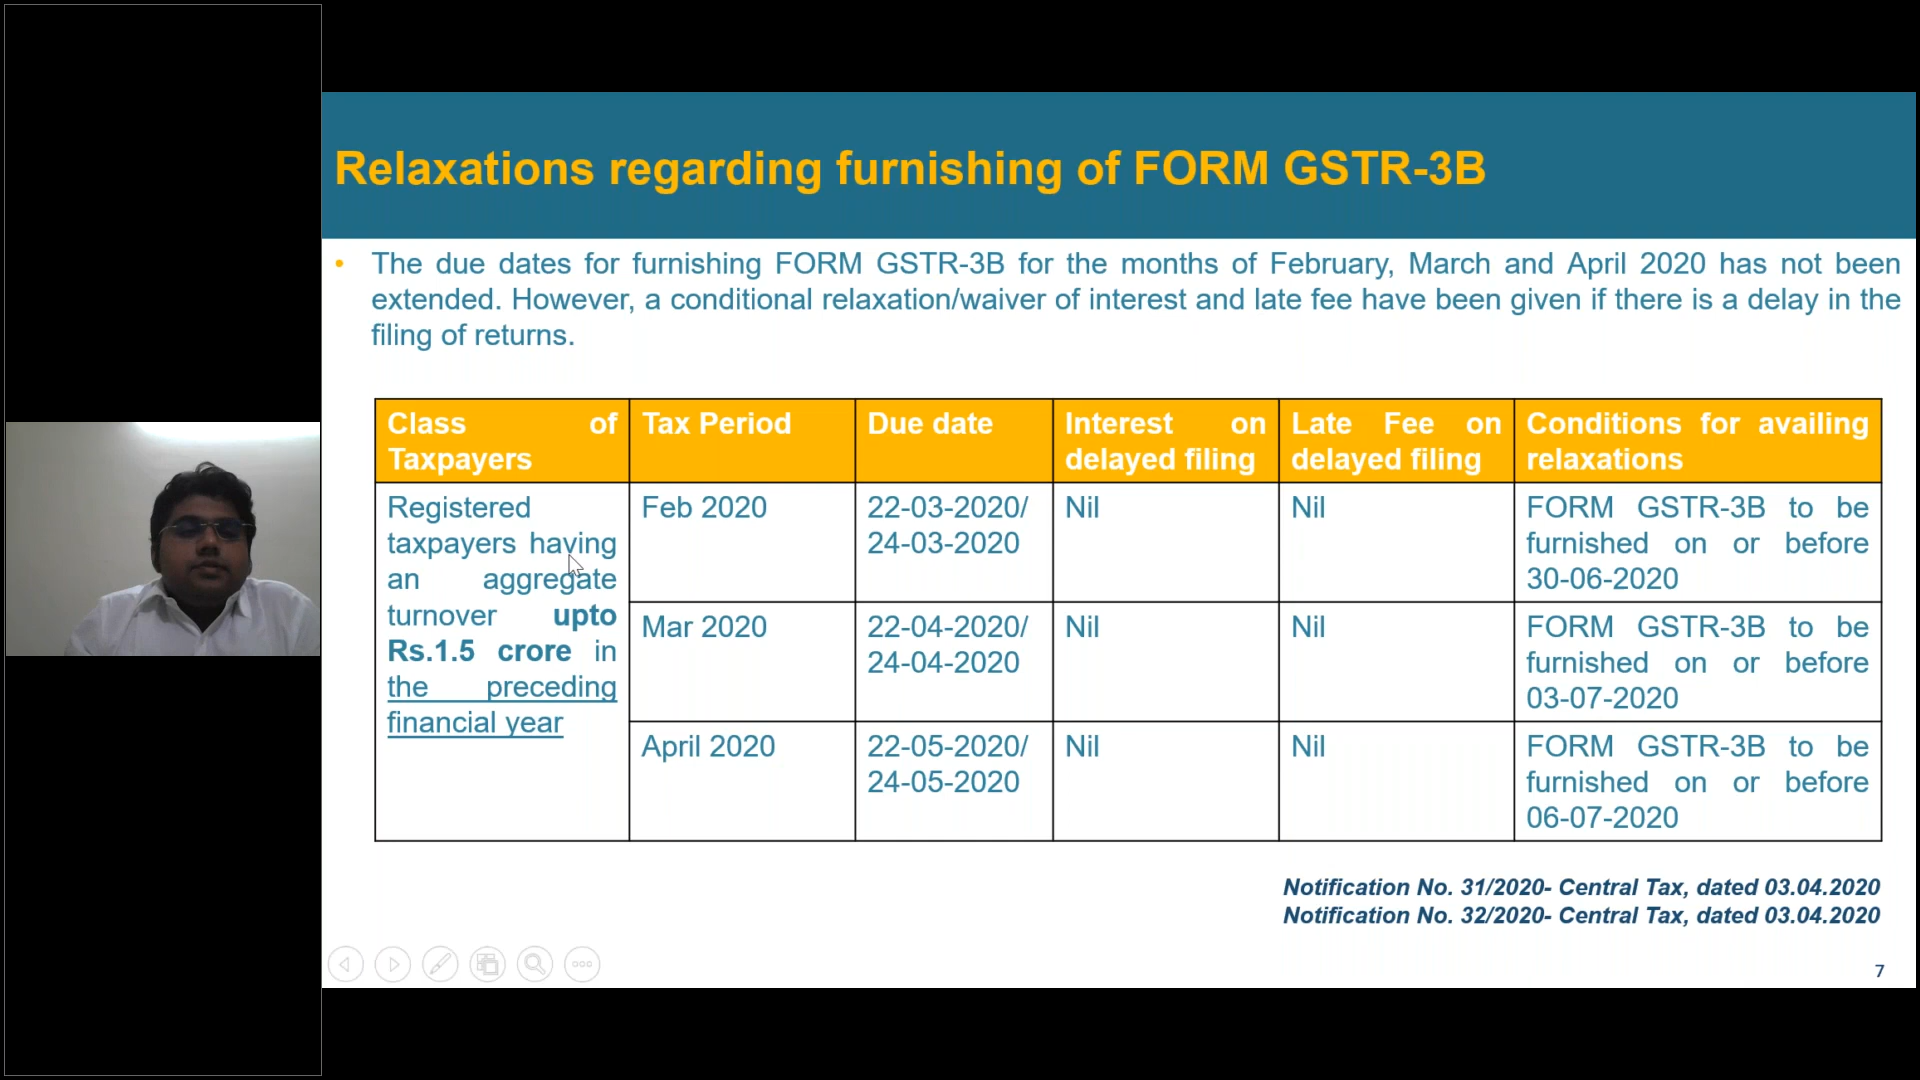 Relaxations regarding furnishing of FORM GSTR-3B
• The due dates for furnishing FORM GSTR-3B for the months of February, March and April 2020 has not been
extended. However, a conditional relaxation/waiver of interest and late fee have been given if there is a delay in the
filing of returns.
Class of
Taxpayers
Tax Period
Due date
Interest on
delayed filing
Late Fee on
delayed filing
Conditions for availing
relaxations
Registered
taxpayers having
an aggregate
turnover upto
Rs.1.5 crore in
the preceding
financial year
Feb 2020
22-03-2020/
24-03-2020
Nil
Nil
FORM GSTR-3B to be
furnished on or before
30-06-2020
Mar 2020
22-04-2020/
24-04-2020
Nil
Nil
FORM GSTR-3B to be
furnished on or before
03-07-2020
April 2020
22-05-2020/
24-05-2020
Nil
Nil
FORM GSTR-3B to be
furnished on or before
06-07-2020
Notification No. 31/2020- Central Tax, dated 03.04.2020
Notification No. 32/2020- Central Tax, dated 03.04.2020
7